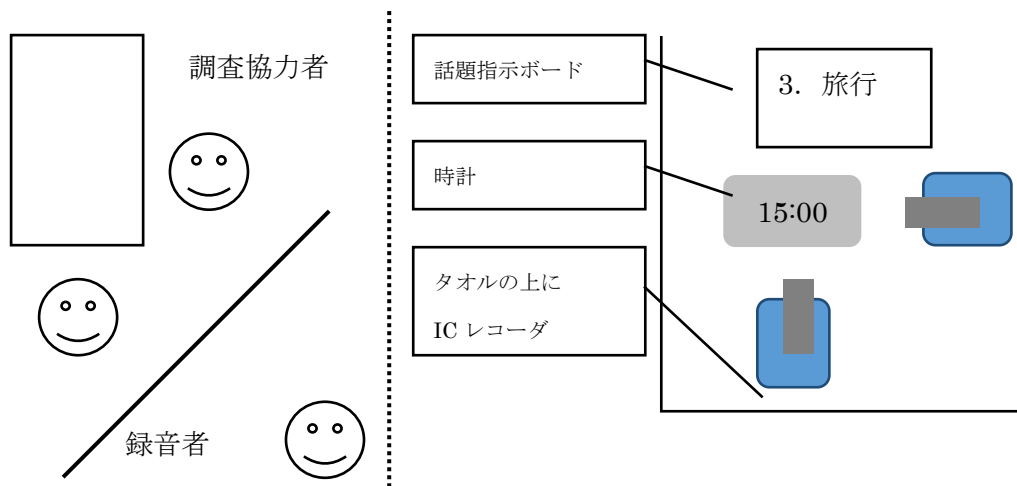 調査協力者
録音者
話題指示ボード
時計
タオルの上に
IC レコーダ
3. 旅行
15:00